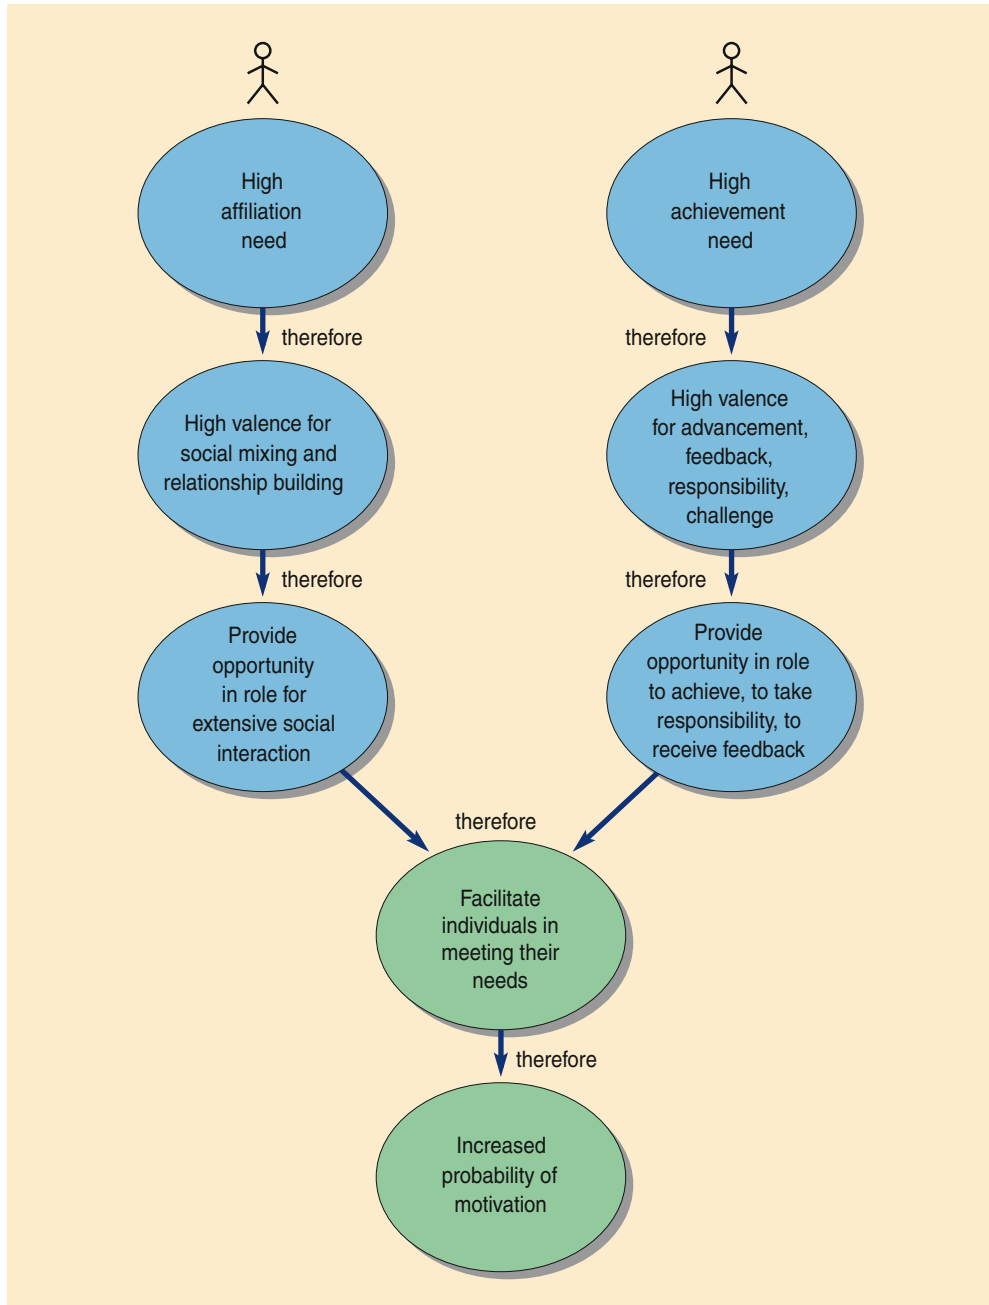 High
affiliation
need
High
achievement
need
therefore
therefore
High valence for
social mixing and
relationship building
High valence
for advancement,
feedback,
responsibility,
challenge
therefore
therefore
Provide
opportunity
in role for
extensive social
interaction
Provide
opportunity in role
to achieve, to take
responsibility, to
receive feedback
therefore
Facilitate
individuals in
meeting their
needs
therefore
Increased
probability of
motivation